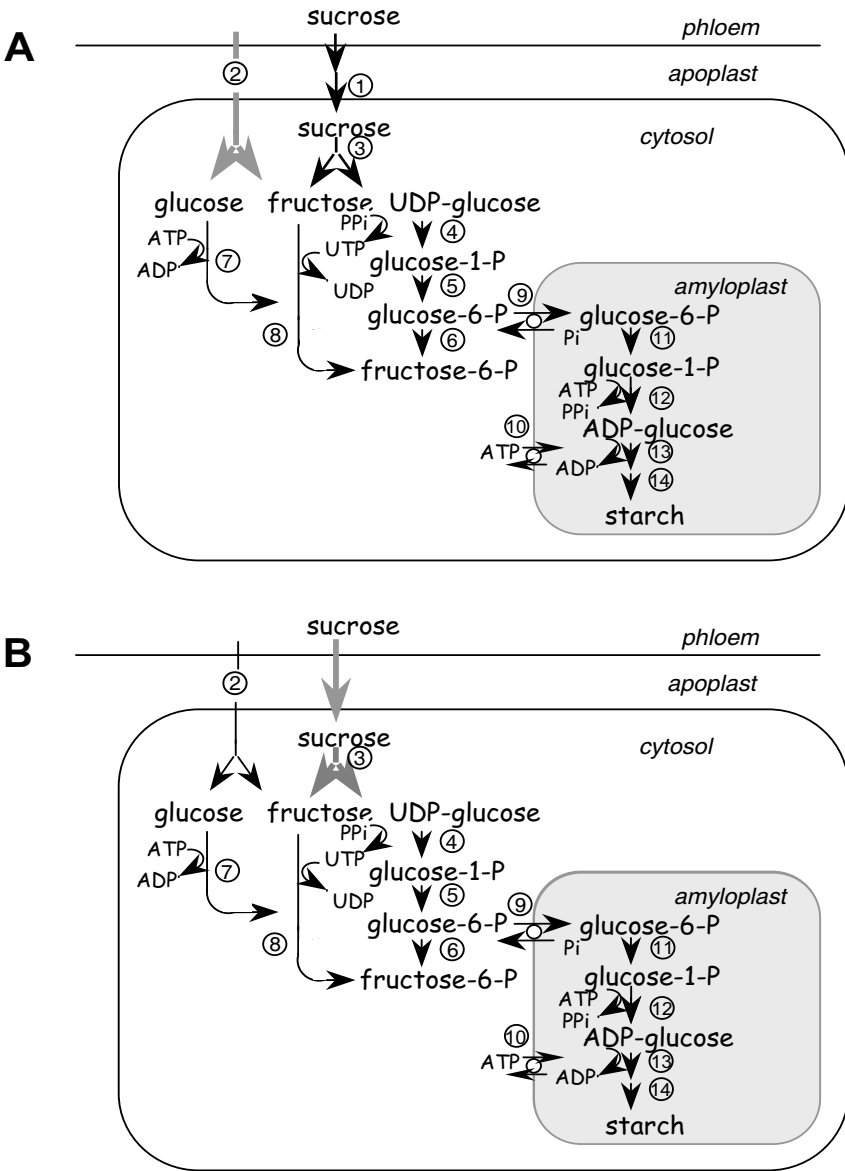 A
sucrose
phloem
② ① apoplast
sucrose
③ cytosol
glucose fructose UDP-glucose
ATP PPi ④
ADP ⑦ UTP glucose-1-P
UDP ⑤ ⑨ amyloplast
glucose-6-P glucose-6-P
⑧ ⑥ Pi ⑪
fructose-6-P glucose-1-P
ATP ⑫
PPi
⑩ ADP-glucose
ATP ADP ⑬
⑭
starch
B
sucrose
phloem
② apoplast
sucrose
③ cytosol
glucose fructose UDP-glucose
ATP PPi ④
ADP ⑦ UTP glucose-1-P
UDP ⑤ ⑨ amyloplast
glucose-6-P glucose-6-P
⑧ ⑥ Pi ⑪
fructose-6-P glucose-1-P
ATP ⑫
PPi
⑩ ADP-glucose
ATP ADP ⑬
⑭
starch